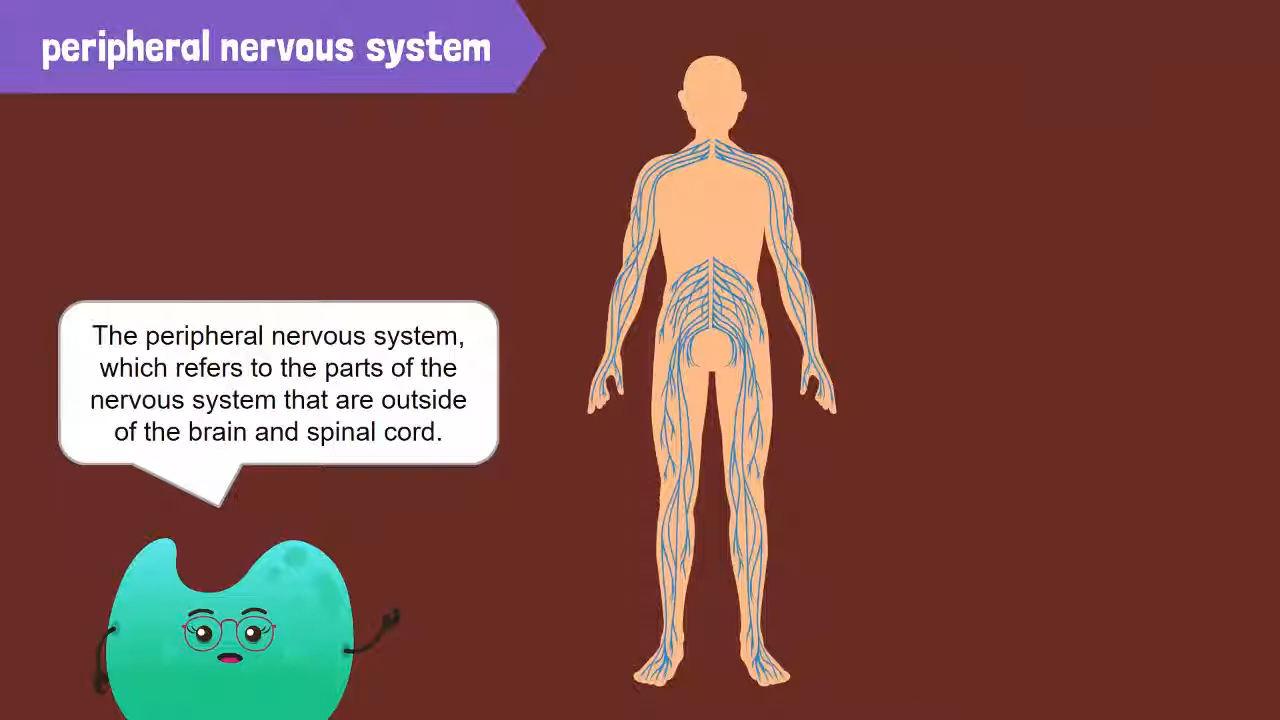 peripheral nervous system
The peripheral nervous system,
which refers to the parts of the
nervous system that are outside
of the brain and spinal cord.